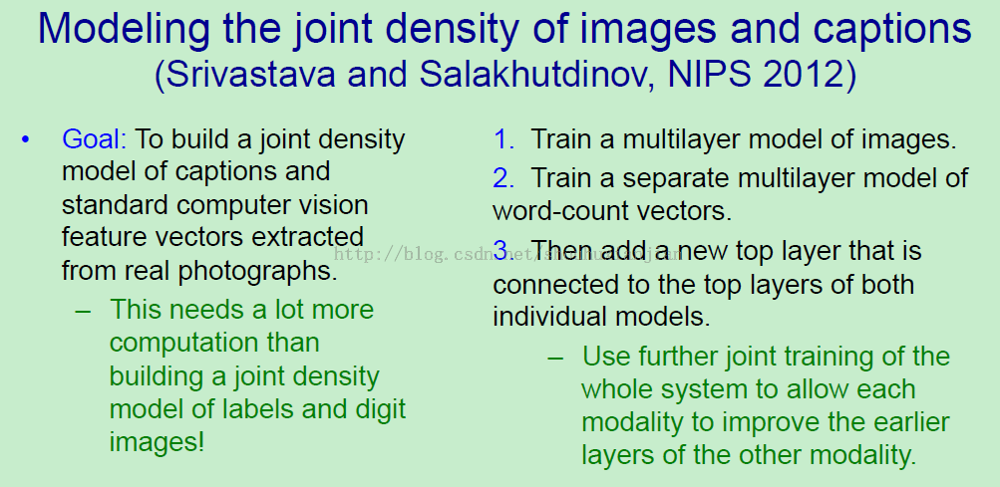 Modeling the joint density of images and captions
(Srivastava and Salakhutdinov, NIPS 2012)
• Goal: To build a joint density
model of captions and
standard computer vision
feature vectors extracted
from real photographs.
– This needs a lot more
computation than
building a joint density
model of labels and digit
images!
1. Train a multilayer model of images.
2. Train a separate multilayer model of
word-count vectors.
3. Then add a new top layer that is
connected to the top layers of both
individual models.
– Use further joint training of the
whole system to allow each
modality to improve the earlier
layers of the other modality.